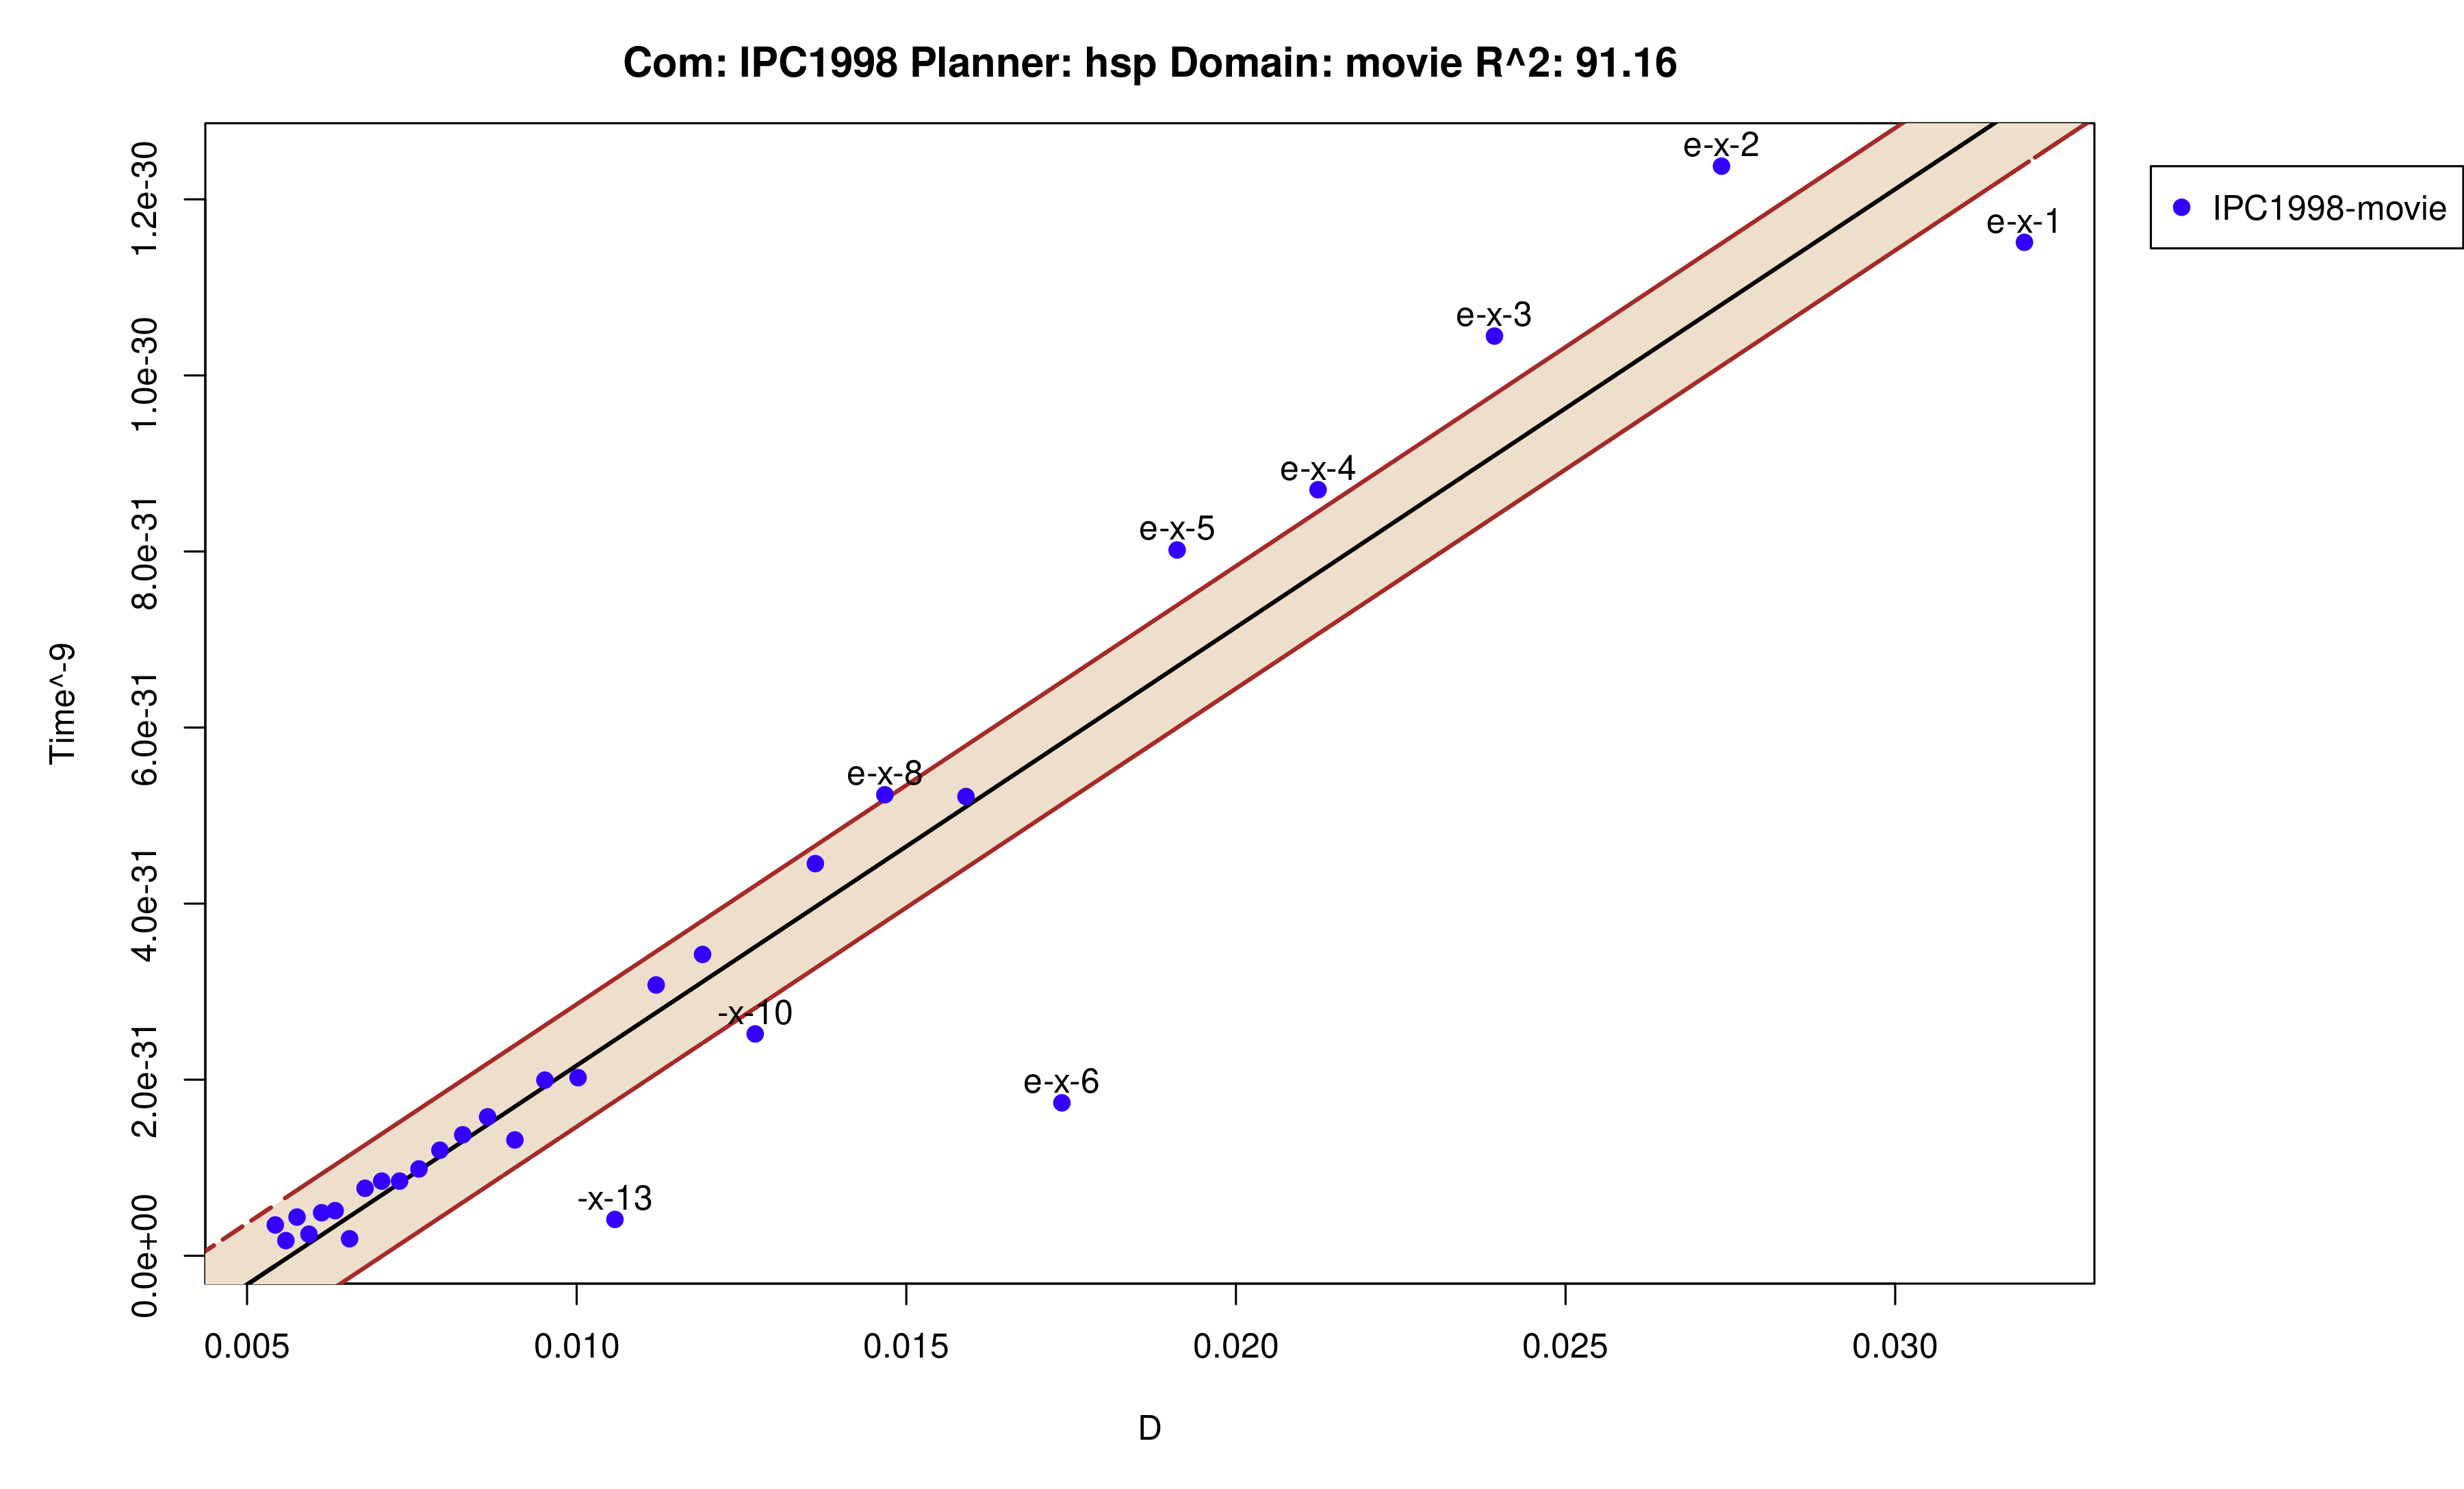 Com: IPC1998 Planner: hsp Domain: movie R^2: 91.16
e-x-2
e-x-1
IPC1998-movie
e-x-3
e-x-4
e-x-5
e-x-8
-x-10
e-x-6
-x-13
Time^-9
1.2e-30
1.0e-30
8.0e-31
6.0e-31
4.0e-31
2.0e-31
0.0e+00
0.005 0.010 0.015 0.020 0.025 0.030
D